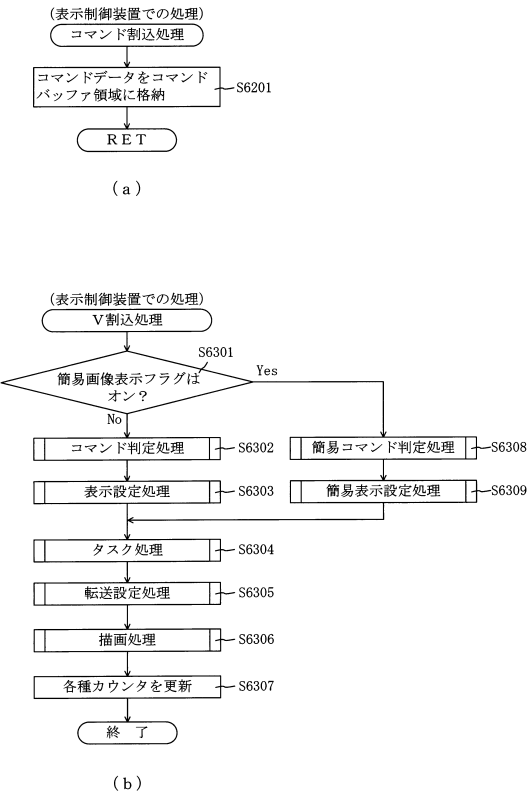 (表示制御装置での処理)
コマンド割込処理
コマンドデータをコマンド
バッファ領域に格納
S6201
RET
(a)
(表示制御装置での処理)
V割込処理
S6301
簡易画像表示フラグは
オン?
Yes
No
コマンド判定処理
S6302
簡易コマンド判定処理
S6308
表示設定処理
S6303
簡易表示設定処理
S6309
タスク処理
S6304
転送設定処理
S6305
描画処理
S6306
各種カウンタを更新
S6307
終 了
(b)